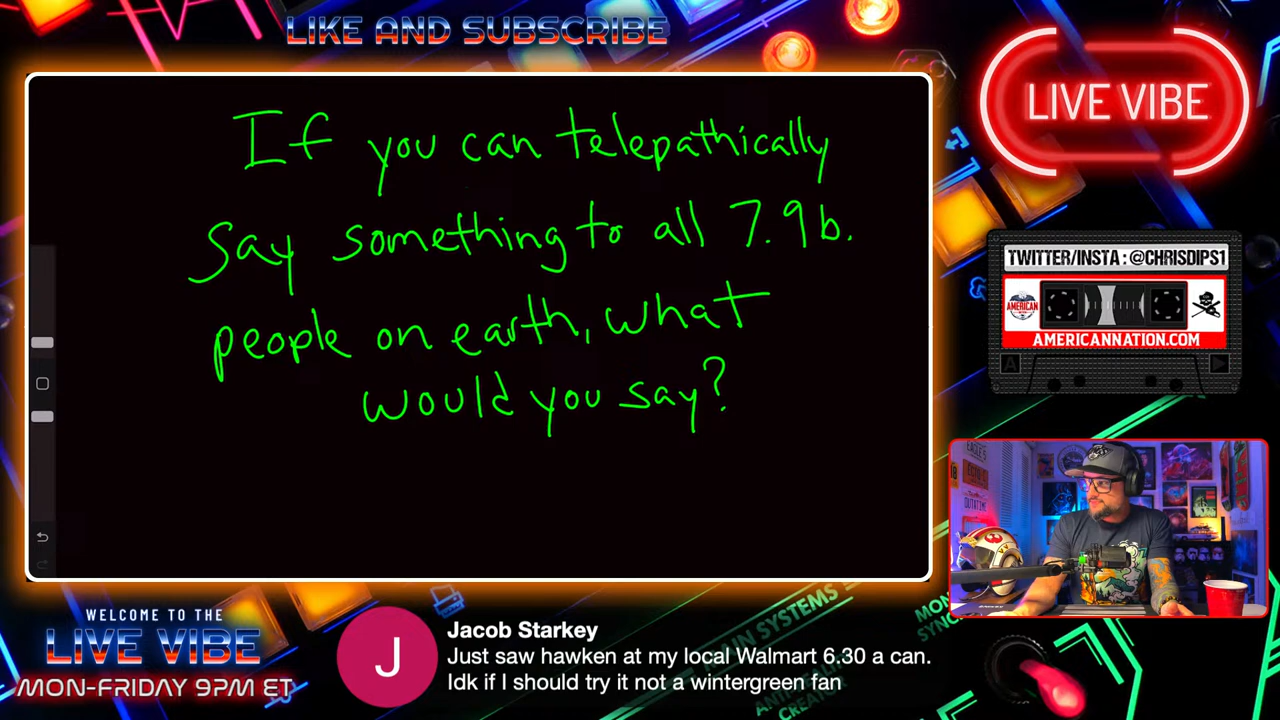 LIKE AND SUBSCRIBE
LIVE VIBE
If you can telepathically
say something to all 7.9 b.
people on earth, what
would you say?
TWITTER/INSTA : @CHRISDIPS1
AMERICAN
AMERICANNATION.COM
A
OUTATIME
WELCOME TO THE
LIVE VIBE
MON-FRIDAY 9PM ET
J
Jacob Starkey
Just saw hawken at my local Walmart 6.30 a can.
Idk if I should try it not a wintergreen fan